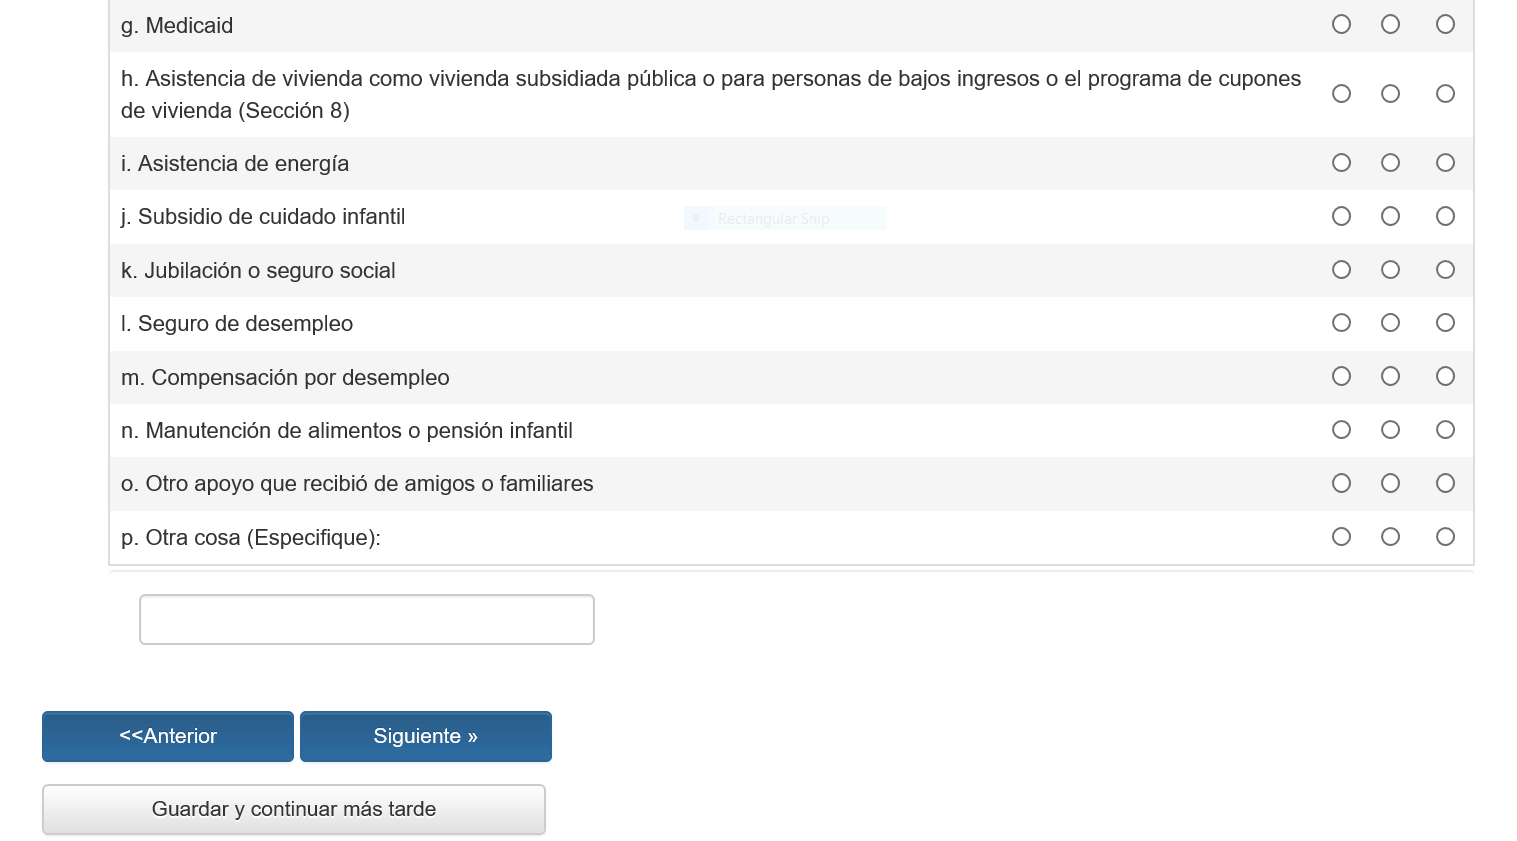 g. Medicaid
h. Asistencia de vivienda como vivienda subsidiada pública o para personas de bajos ingresos o el programa de cupones
de vivienda (Sección 8)
i. Asistencia de energía
j. Subsidio de cuidado infantil
Rectangular Snip
k. Jubilación o seguro social
l. Seguro de desempleo
m. Compensación por desempleo
n. Manutención de alimentos o pensión infantil
o. Otro apoyo que recibió de amigos o familiares
p. Otra cosa (Especifique):
<<Anterior
Siguiente »
Guardar y continuar más tarde